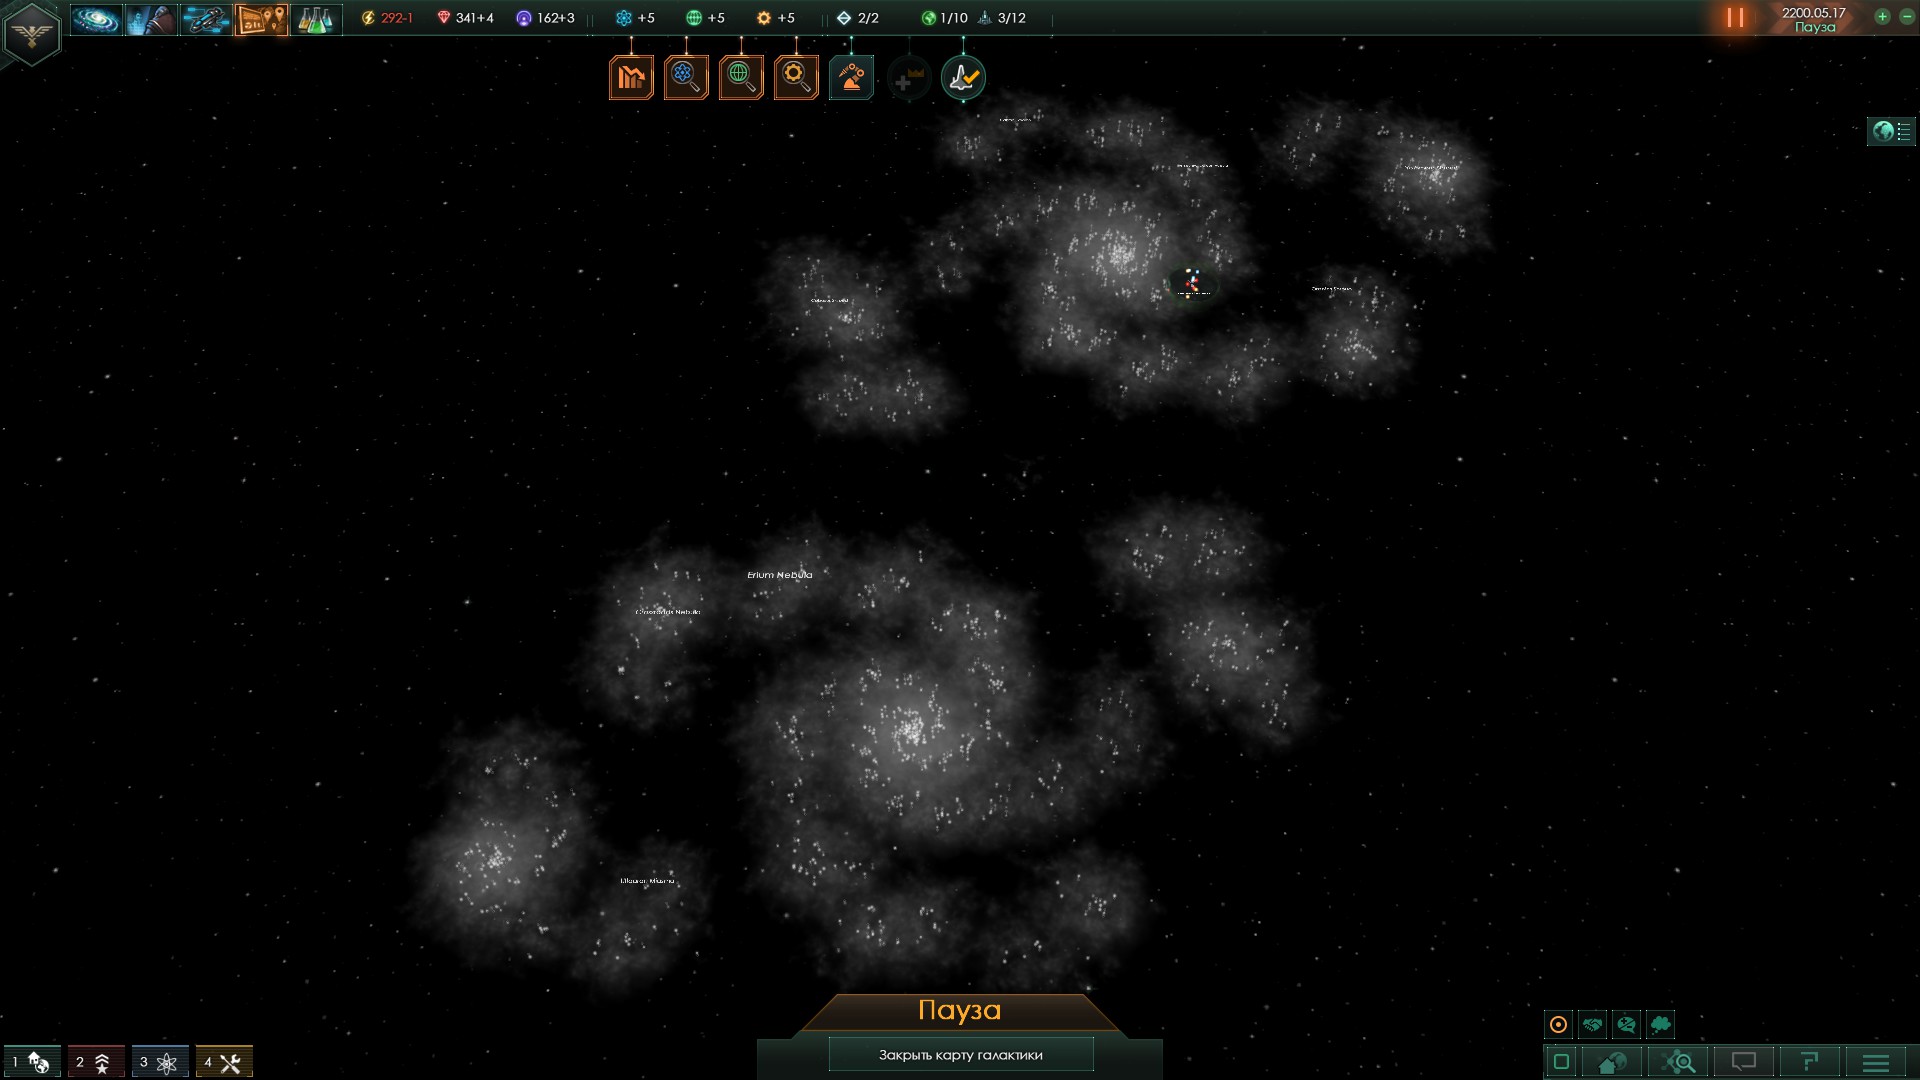 292-1 341+4 162+3 +5 +5 +5 2/2 1/10 3/12
2200.05.17
Пауза
Erium Nebula
Пауза
Закрыть карту галактики
1 2 3 4